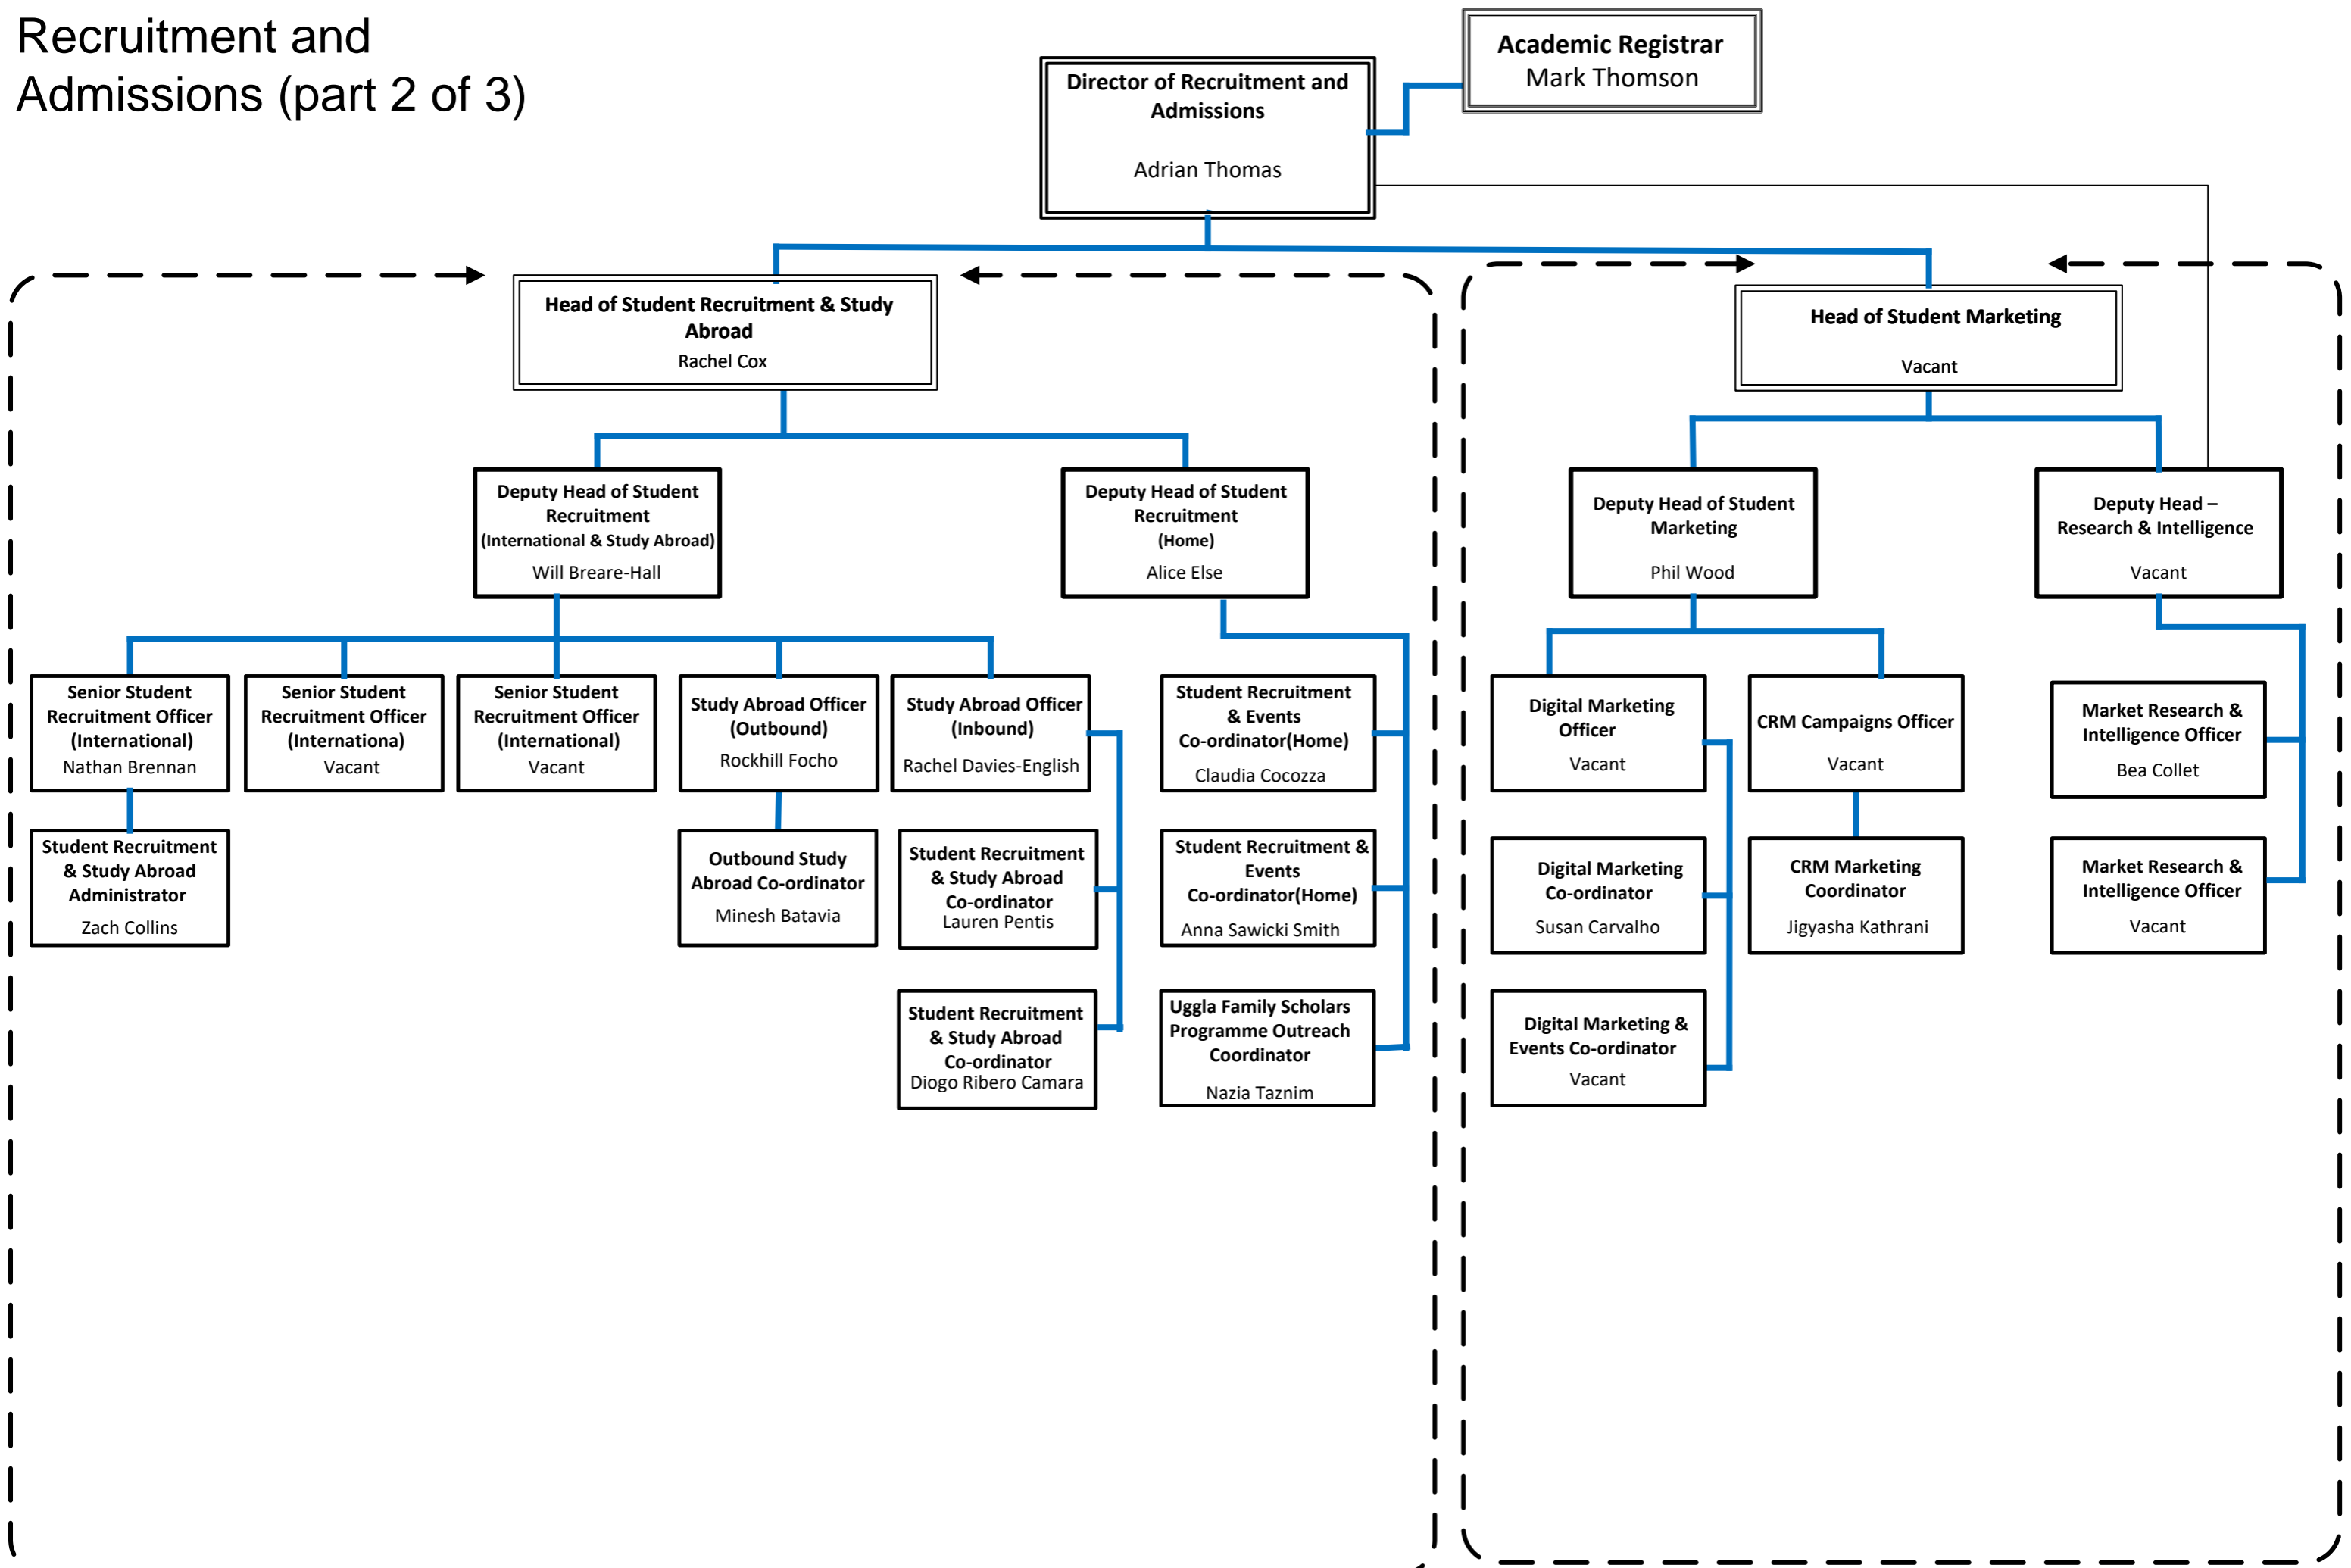 Recruitment and
Admissions (part 2 of 3)
Academic Registrar
Mark Thomson
Director of Recruitment and
Admissions
Adrian Thomas
Head of Student Recruitment & Study
Abroad
Rachel Cox
Head of Student Marketing
Vacant
Deputy Head of Student
Recruitment
(International & Study Abroad)
Will Breare-Hall
Deputy Head of Student
Recruitment
(Home)
Alice Else
Deputy Head of Student
Marketing
Phil Wood
Deputy Head –
Research & Intelligence
Vacant
Senior Student
Recruitment Officer
(International)
Nathan Brennan
Senior Student
Recruitment Officer
(Internationa)
Vacant
Senior Student
Recruitment Officer
(International)
Vacant
Study Abroad Officer
(Outbound)
Rockhill Focho
Study Abroad Officer
(Inbound)
Rachel Davies-English
Student Recruitment
& Events
Co-ordinator(Home)
Claudia Cocozza
Digital Marketing
Officer
Vacant
CRM Campaigns Officer
Vacant
Market Research &
Intelligence Officer
Bea Collet
Student Recruitment
& Study Abroad
Administrator
Zach Collins
Outbound Study
Abroad Co-ordinator
Minesh Batavia
Student Recruitment
& Study Abroad
Co-ordinator
Lauren Pentis
Student Recruitment &
Events
Co-ordinator(Home)
Anna Sawicki Smith
Digital Marketing
Co-ordinator
Susan Carvalho
CRM Marketing
Coordinator
Jigyasha Kathrani
Market Research &
Intelligence Officer
Vacant
Student Recruitment
& Study Abroad
Co-ordinator
Diogo Ribero Camara
Uggla Family Scholars
Programme Outreach
Coordinator
Nazia Taznim
Digital Marketing &
Events Co-ordinator
Vacant